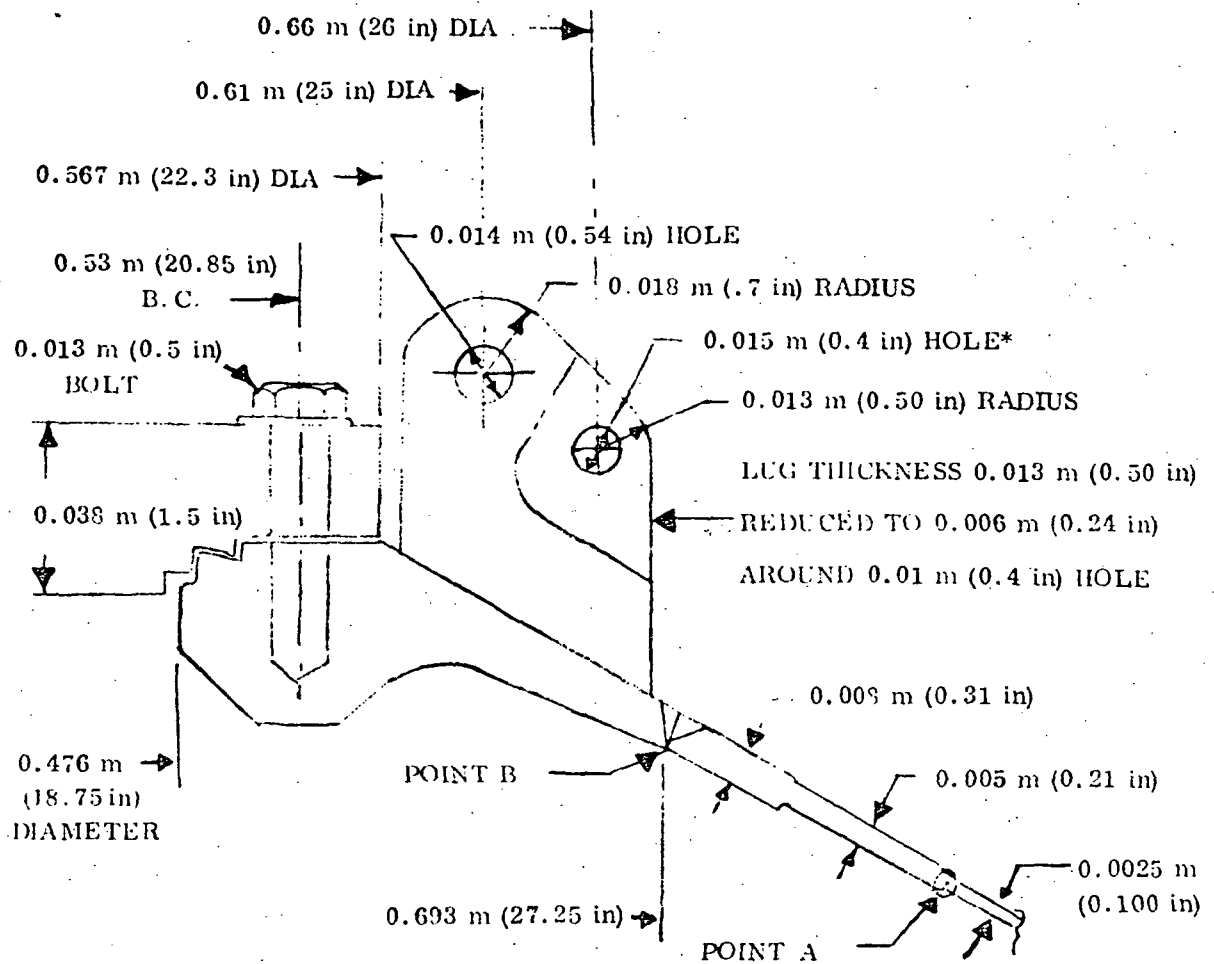 0.66 m (26 in) DIA
0.61 m (25 in) DIA
0.567 m (22.3 in) DIA
0.014 m (0.54 in) HOLE
0.53 m (20.85 in)
B.C.
0.018 m (.7 in) RADIUS
0.013 m (0.5 in)
BOLT
0.015 m (0.4 in) HOLE*
0.013 m (0.50 in) RADIUS
LUG THICKNESS 0.013 m (0.50 in)
0.038 m (1.5 in)
REDUCED TO 0.006 m (0.24 in)
AROUND 0.01 m (0.4 in) HOLE
0.008 m (0.31 in)
0.476 m
(18.75 in)
DIAMETER
POINT B
0.005 m (0.21 in)
0.0025 m
(0.100 in)
0.693 m (27.25 in)
POINT A